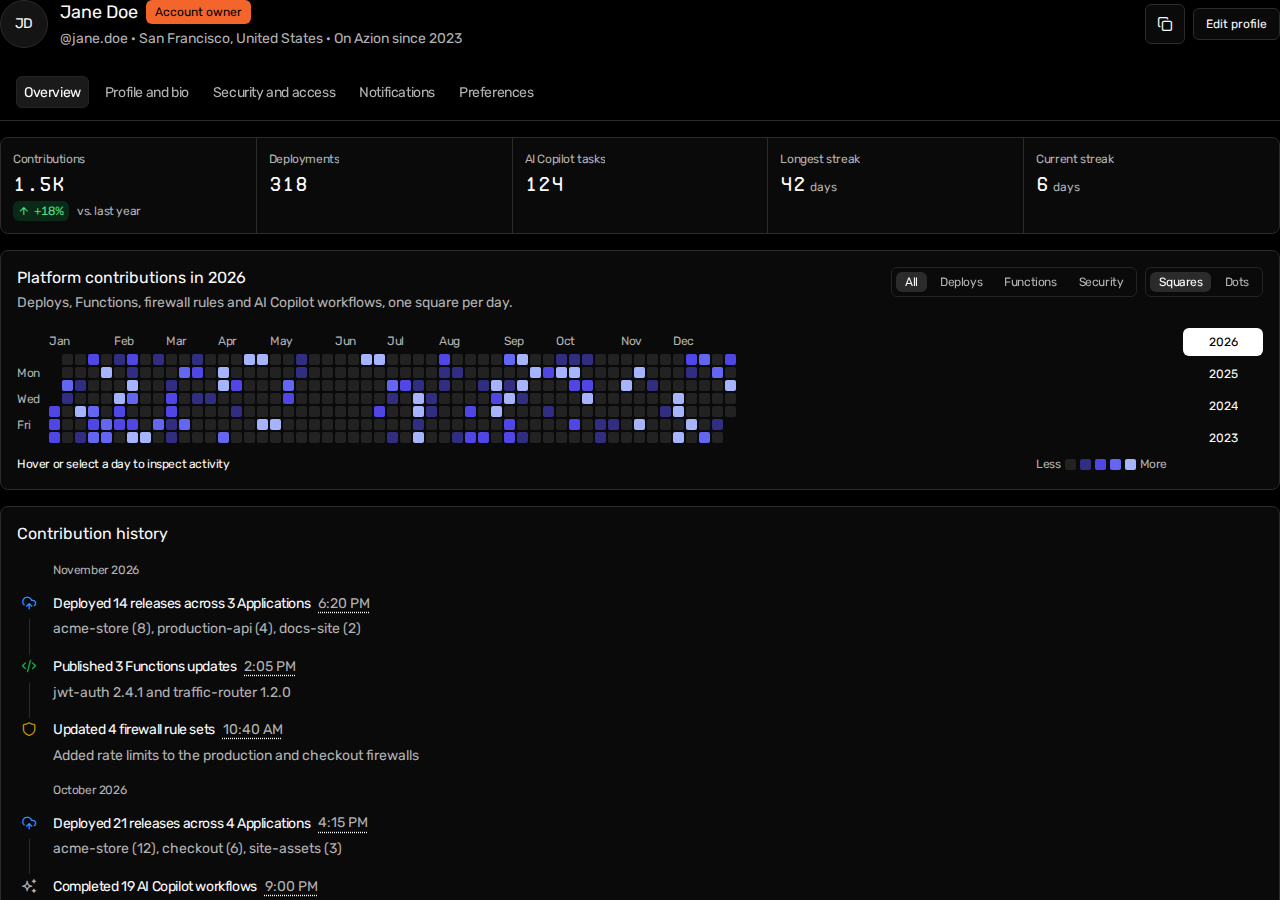 JD
Jane Doe Account owner
@jane.doe • San Francisco, United States • On Azion since 2023
Edit profile
Overview Profile and bio Security and access Notifications Preferences
Contributions Deployments AI Copilot tasks Longest streak Current streak
1.5K 318 124 42 days 6 days
+18% vs. last year
Platform contributions in 2026
All Deploys Functions Security Squares Dots
Deploys, Functions, firewall rules and AI Copilot workflows, one square per day.
Jan Feb Mar Apr May Jun Jul Aug Sep Oct Nov Dec
2026
Mon
2025
Wed
2024
Fri
2023
Hover or select a day to inspect activity
Less More
Contribution history
November 2026
Deployed 14 releases across 3 Applications 6:20 PM
acme-store (8), production-api (4), docs-site (2)
Published 3 Functions updates 2:05 PM
jwt-auth 2.4.1 and traffic-router 1.2.0
Updated 4 firewall rule sets 10:40 AM
Added rate limits to the production and checkout firewalls
October 2026
Deployed 21 releases across 4 Applications 4:15 PM
acme-store (12), checkout (6), site-assets (3)
Completed 19 AI Copilot workflows 9:00 PM